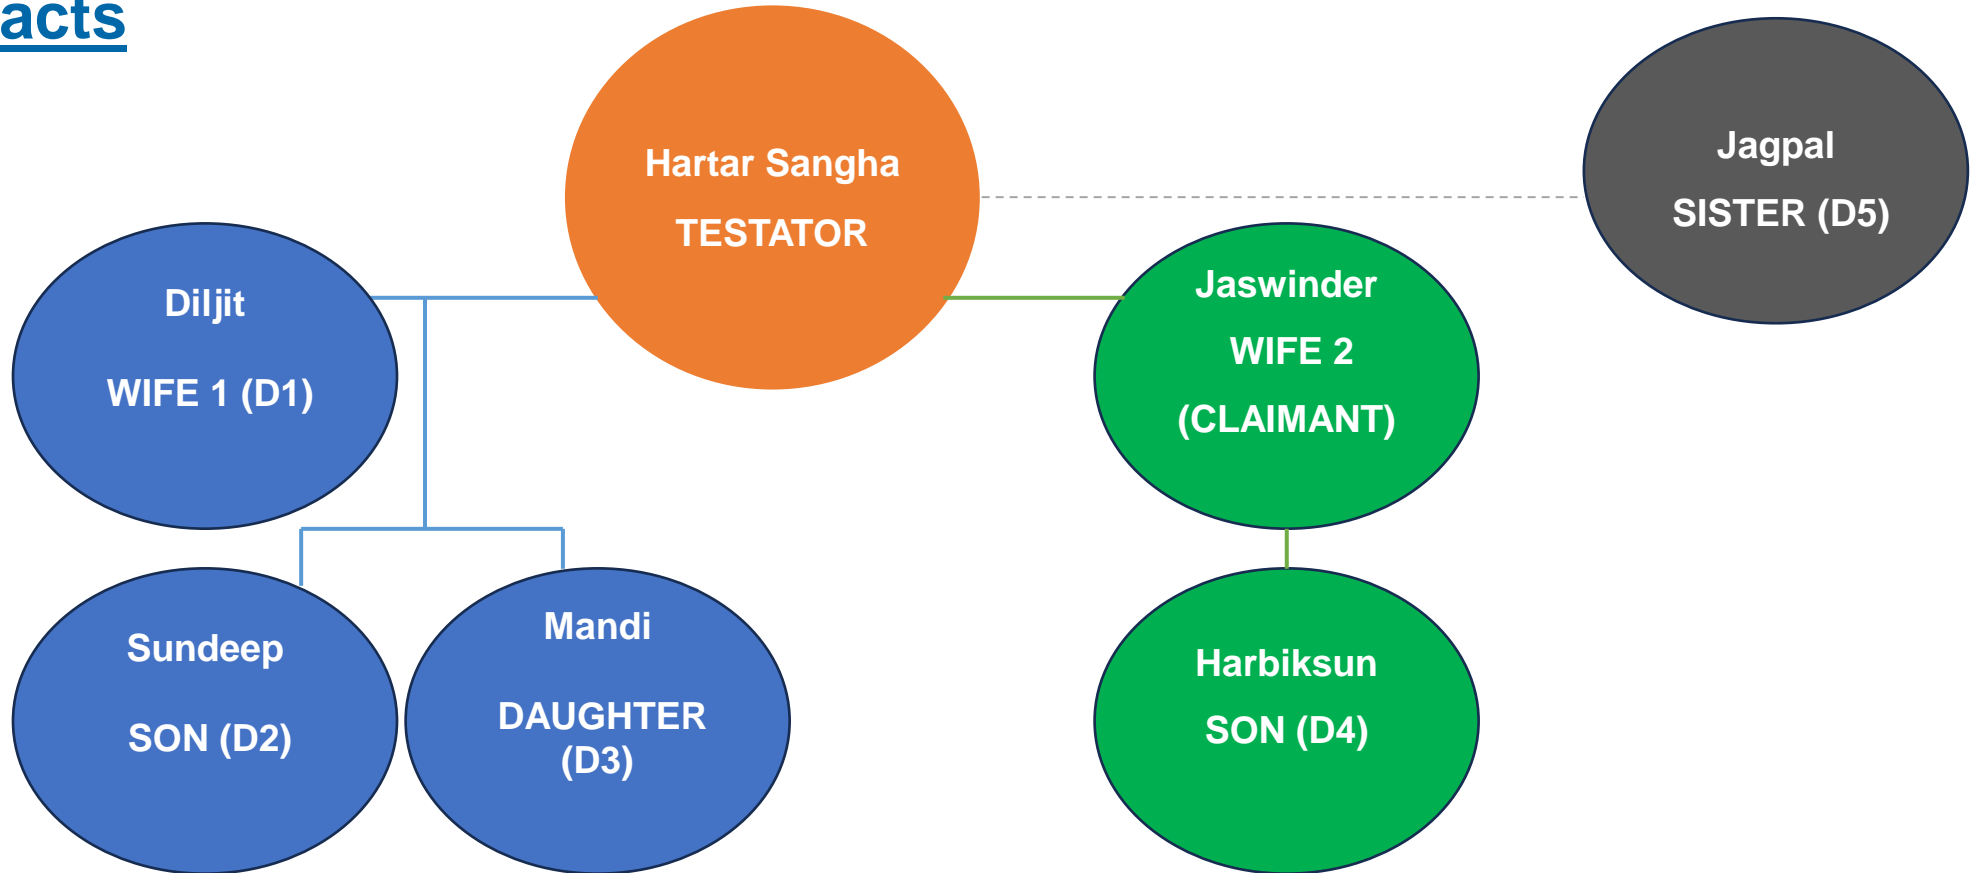 acts
Hartar Sangha
TESTATOR
Jagpal
SISTER (D5)
Diljit
WIFE 1 (D1)
Jaswinder
WIFE 2
(CLAIMANT)
Sundeep
SON (D2)
Mandi
DAUGHTER
(D3)
Harbiksun
SON (D4)